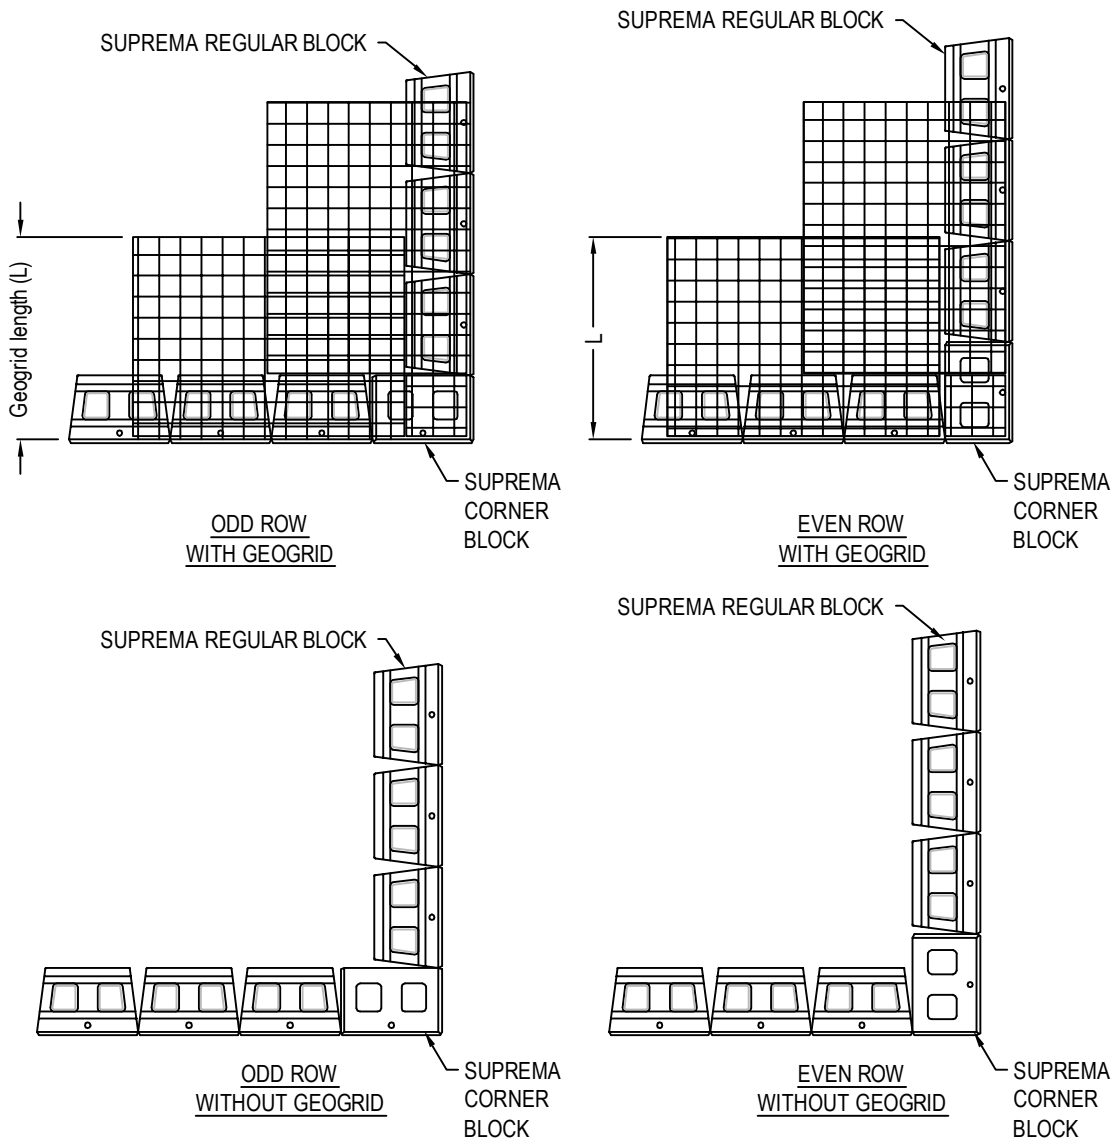 SUPREMA REGULAR BLOCK
Geogrid length (L)
SUPREMA
CORNER
BLOCK
ODD ROW
WITH GEOGRID
SUPREMA REGULAR BLOCK
L
SUPREMA
CORNER
BLOCK
EVEN ROW
WITH GEOGRID
SUPREMA REGULAR BLOCK
SUPREMA
CORNER
BLOCK
ODD ROW
WITHOUT GEOGRID
SUPREMA REGULAR BLOCK
SUPREMA
CORNER
BLOCK
EVEN ROW
WITHOUT GEOGRID